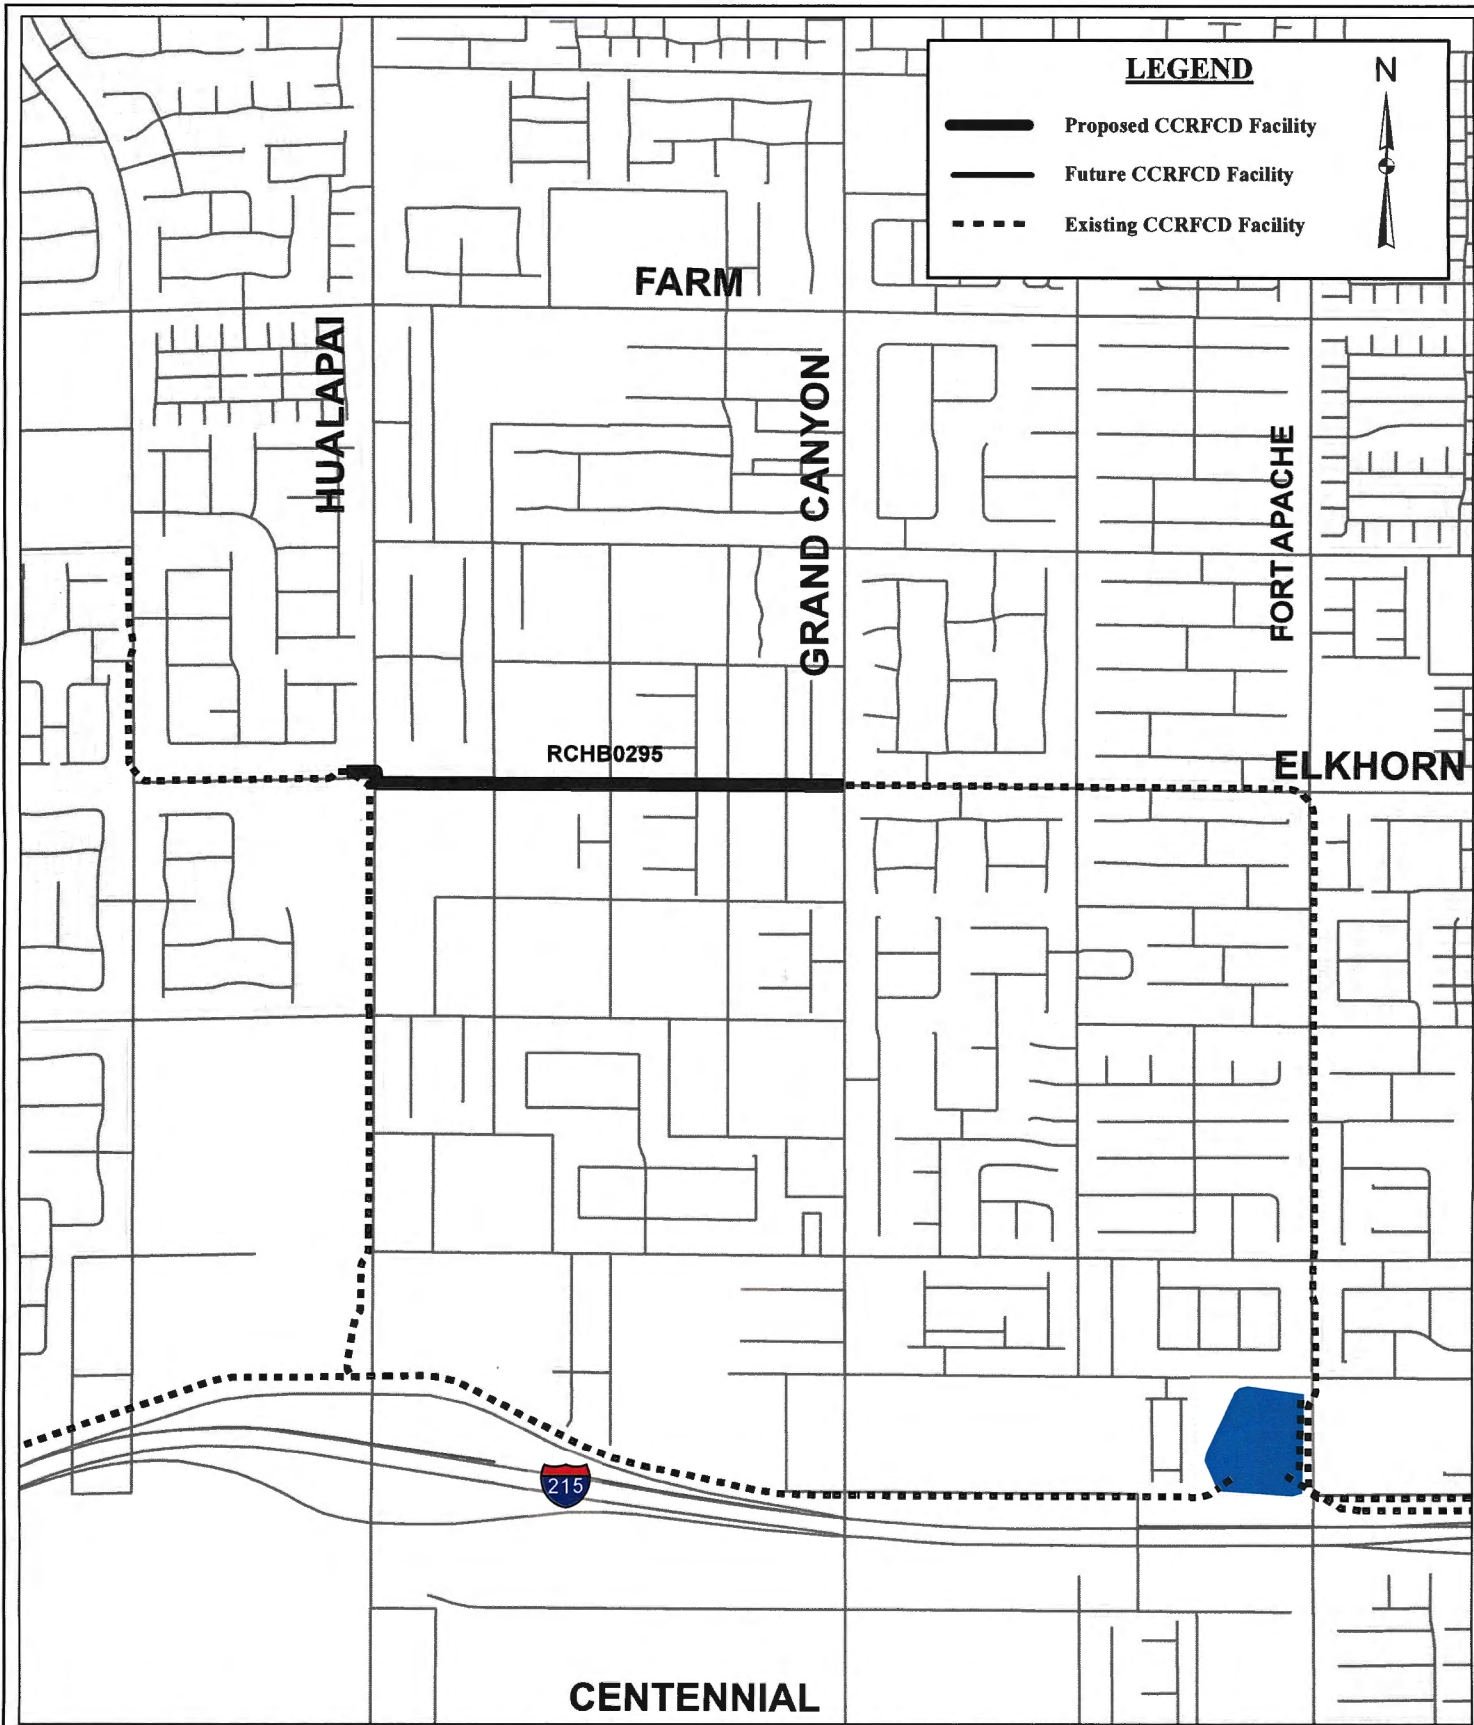 LEGEND
N
Proposed CCRFCD Facility
Future CCRFCD Facility
Existing CCRFCD Facility
FARM
HUALAPAI
GRAND CANYON
FORT APACHE
RCHB0295
ELKHORN
215
CENTENNIAL